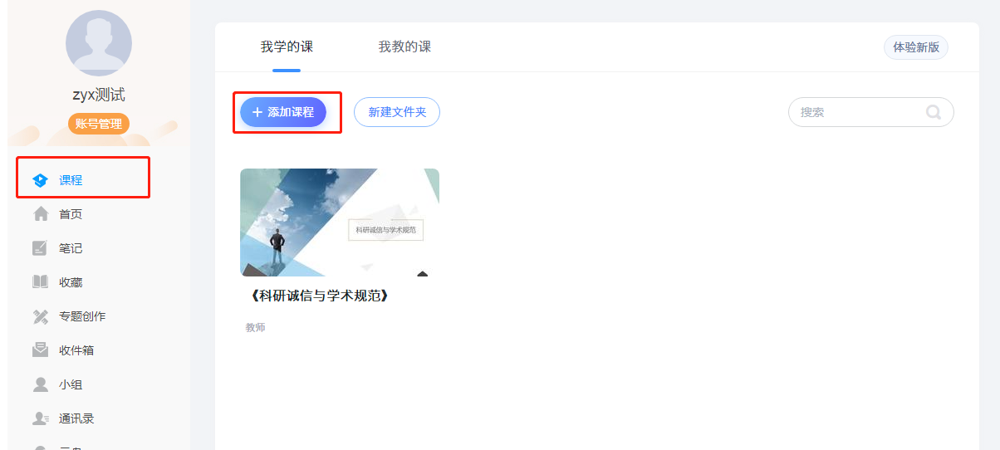 zyx测试
账号管理
课程
首页
笔记
收藏
专题创作
收件箱
小组
通讯录
我学的课
我教的课
体验新版
+ 添加课程
新建文件夹
搜索
科研诚信与学术规范
《科研诚信与学术规范》
教师